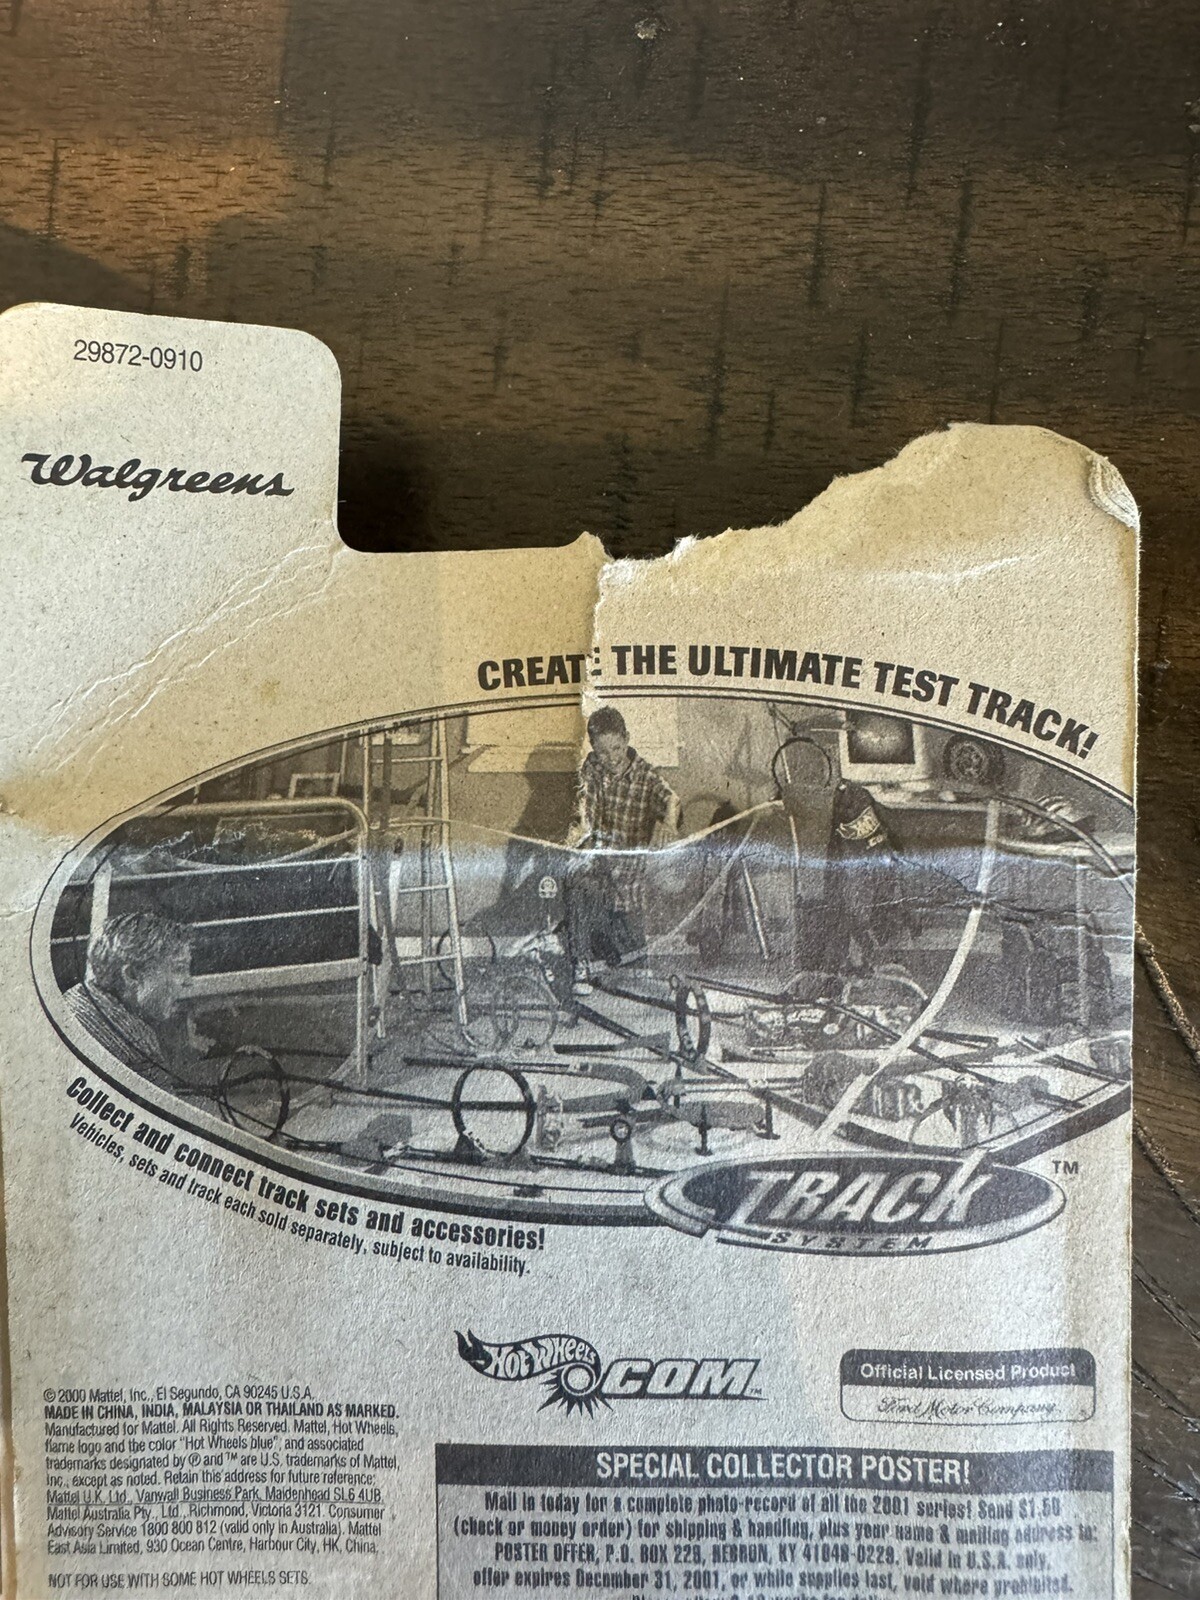 29872-0910
Walgreens
CREATE THE ULTIMATE TEST TRACK!
Collect and connect track sets and accessories!
Vehicles, sets and track each sold separately, subject to availability.
TRACK™
SYSTEM
HOT WHEELS.COM™
Official Licensed Product
Ford Motor Company
© 2000 Mattel, Inc., El Segundo, CA 90245 U.S.A.
MADE IN CHINA, INDIA, MALAYSIA OR THAILAND AS MARKED.
Manufactured for Mattel. All Rights Reserved. Mattel, Hot Wheels,
flame logo and the color "Hot Wheels blue", and associated
trademarks designated by ® and ™ are U.S. trademarks of Mattel,
Inc., except as noted. Retain this address for future reference:
Mattel U.K. Ltd., Vanwall Business Park, Maidenhead SL6 4UB.
Mattel Australia Pty., Ltd., Richmond, Victoria 3121. Consumer
Advisory Service 1800 800 812 (valid only in Australia). Mattel
East Asia Limited, 930 Ocean Centre, Harbour City, HK, China.
NOT FOR USE WITH SOME HOT WHEELS SETS.
SPECIAL COLLECTOR POSTER!
Mail in today for a complete photo-record of all the 2001 series! Send $1.50
(check or money order) for shipping & handling, plus your name & mailing address to:
POSTER OFFER, P.O. BOX 229, HEBRON, KY 41048-0229. Valid in U.S.A. only,
offer expires December 31, 2001, or while supplies last, void where prohibited.